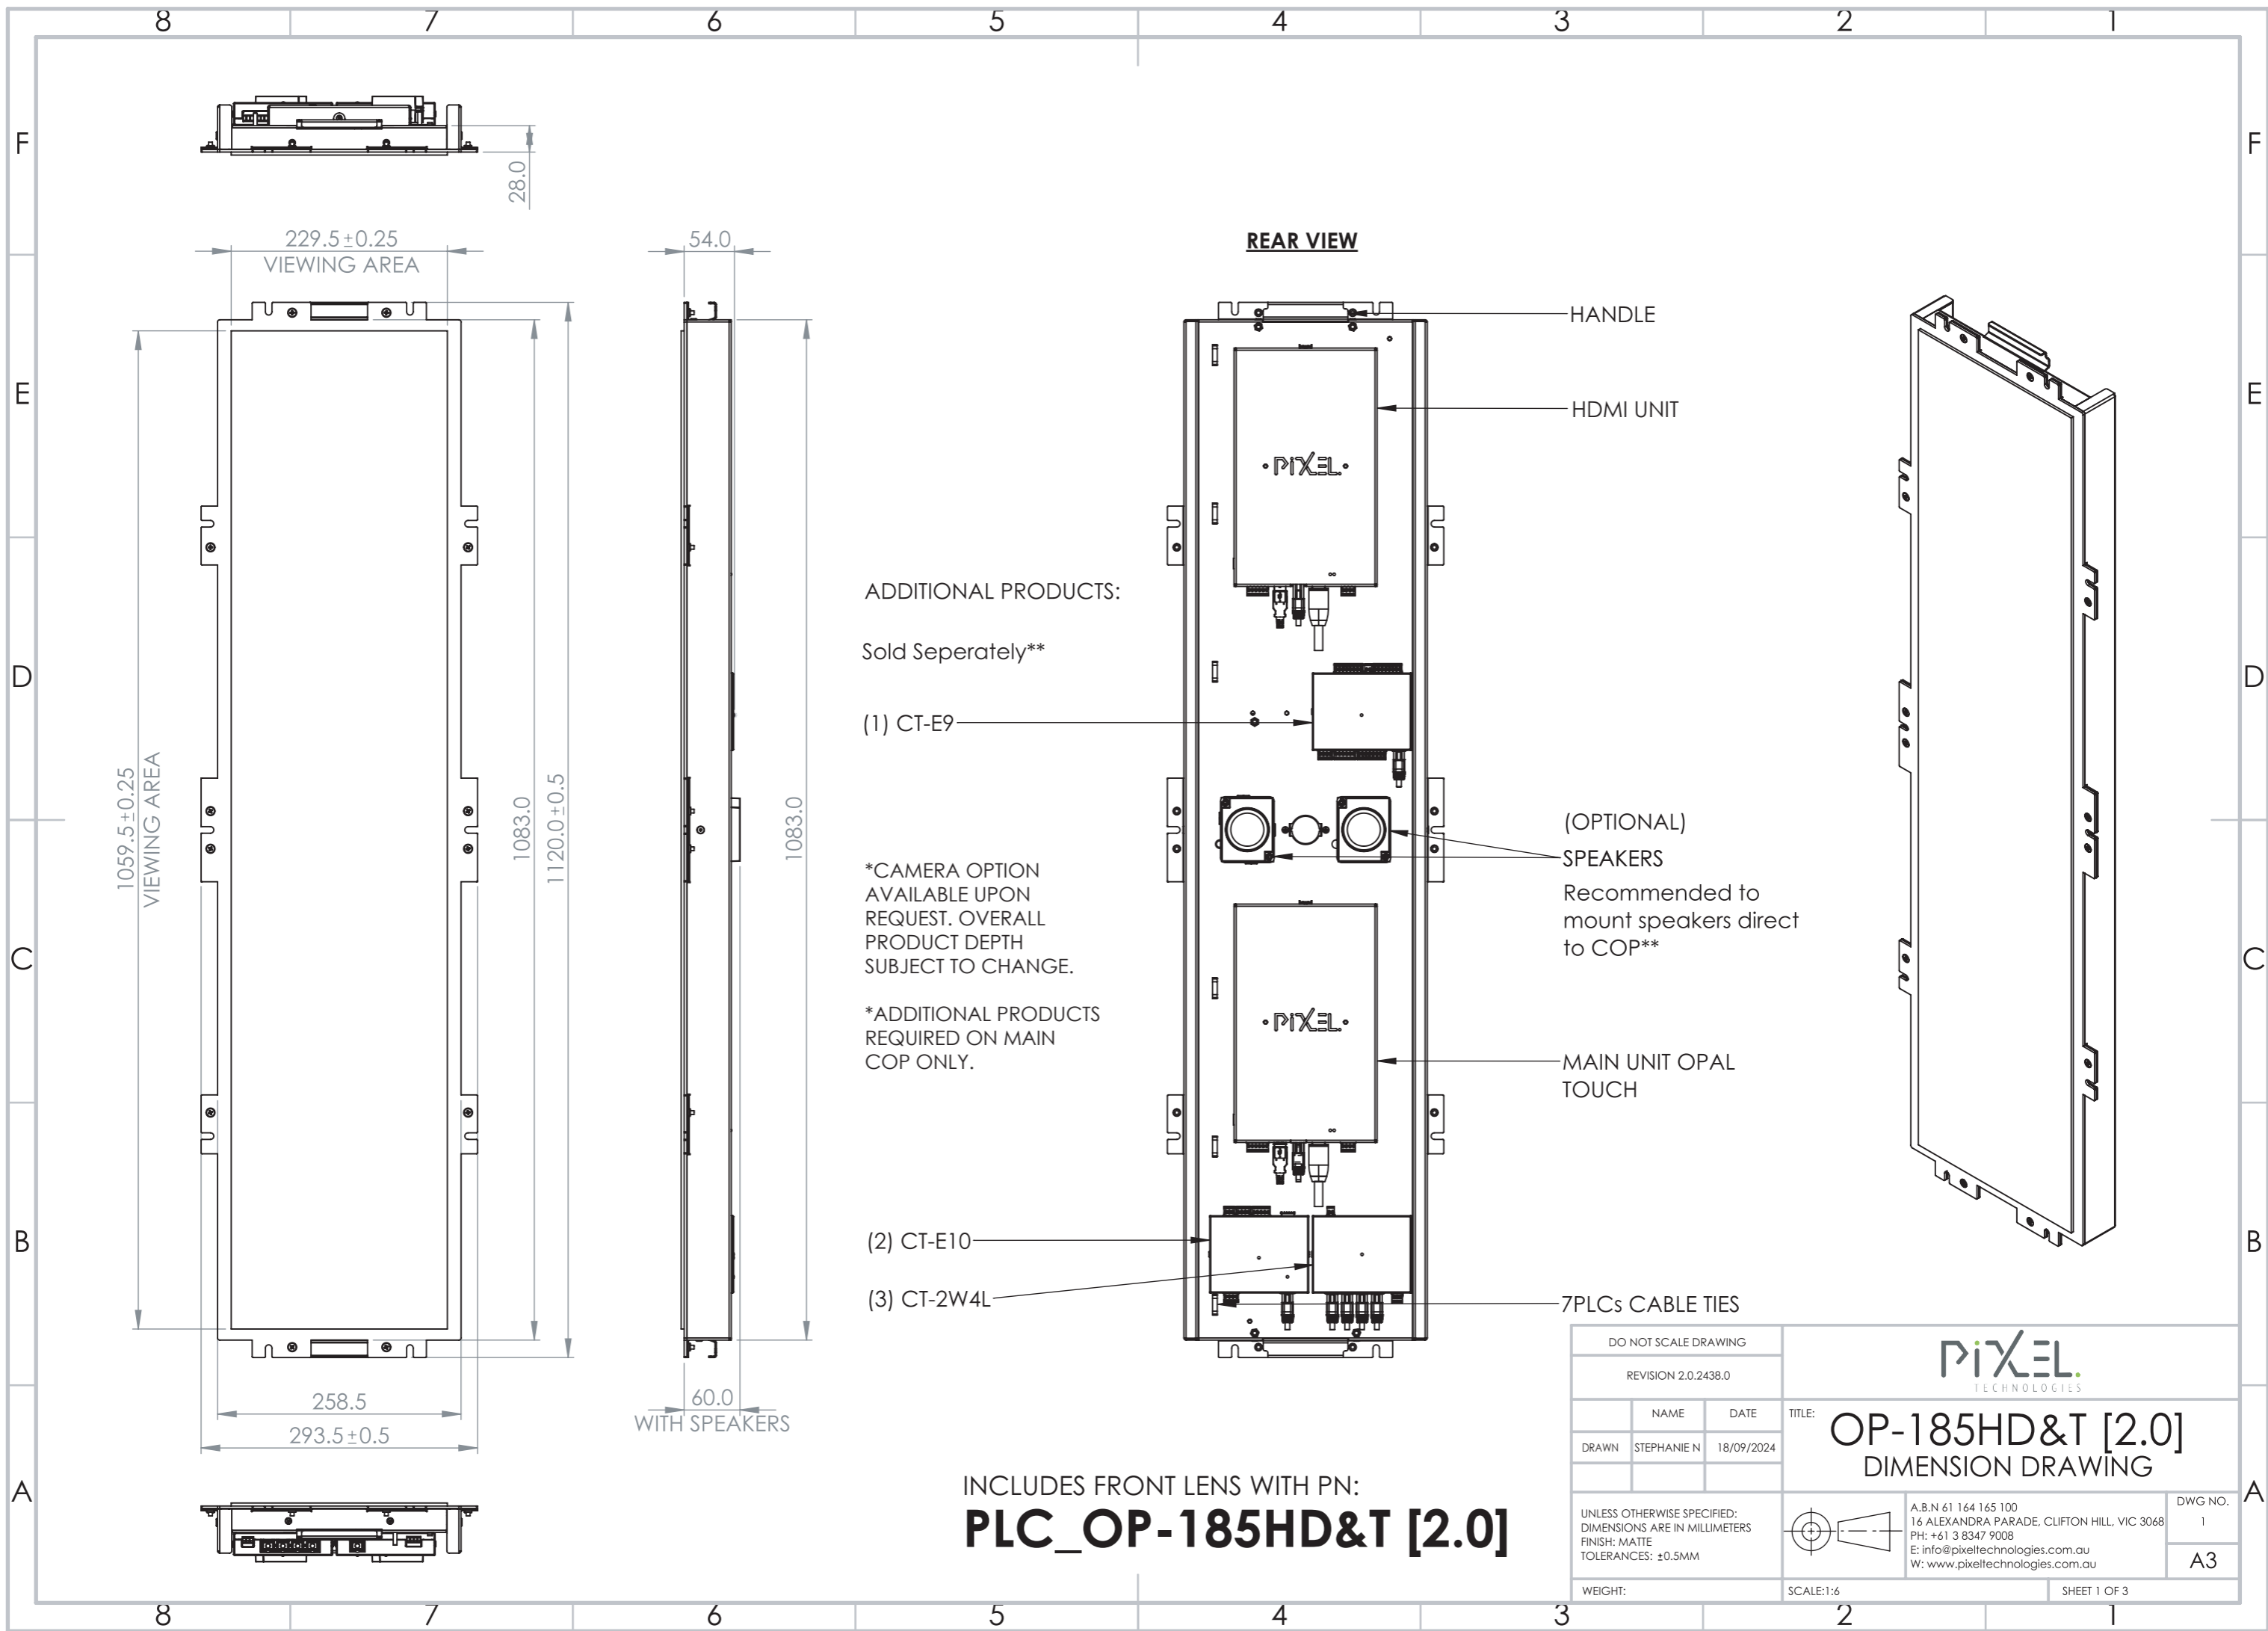 8 7 6 5 4 3 2 1
F
F
28.0
229.5±0.25
VIEWING AREA
54.0
REAR VIEW
HANDLE
E
E
HDMI UNIT
PiXEL.
ADDITIONAL PRODUCTS:
Sold Seperately**
D
D
(1) CT-E9
1059.5±0.25
VIEWING AREA
1083.0
1120.0±0.5
1083.0
(OPTIONAL)
SPEAKERS
Recommended to
mount speakers direct
to COP**
*CAMERA OPTION
AVAILABLE UPON
REQUEST. OVERALL
PRODUCT DEPTH
SUBJECT TO CHANGE.
C
C
*ADDITIONAL PRODUCTS
REQUIRED ON MAIN
COP ONLY.
PiXEL.
MAIN UNIT OPAL
TOUCH
B
B
(2) CT-E10
(3) CT-2W4L
7PLCs CABLE TIES
258.5
293.5±0.5
60.0
WITH SPEAKERS
A
A
INCLUDES FRONT LENS WITH PN:
PLC_OP-185HD&T [2.0]
DO NOT SCALE DRAWING
REVISION 2.0.2438.0
PiXEL.
TECHNOLOGIES
NAME DATE
DRAWN STEPHANIE N 18/09/2024
TITLE:
OP-185HD&T [2.0]
DIMENSION DRAWING
UNLESS OTHERWISE SPECIFIED:
DIMENSIONS ARE IN MILLIMETERS
FINISH: MATTE
TOLERANCES: ±0.5MM
A.B.N 61 164 165 100
16 ALEXANDRA PARADE, CLIFTON HILL, VIC 3068
PH: +61 3 8347 9008
E: info@pixeltechnologies.com.au
W: www.pixeltechnologies.com.au
DWG NO.
1
A3
WEIGHT:
SCALE:1:6
SHEET 1 OF 3
8 7 6 5 4 3 2 1